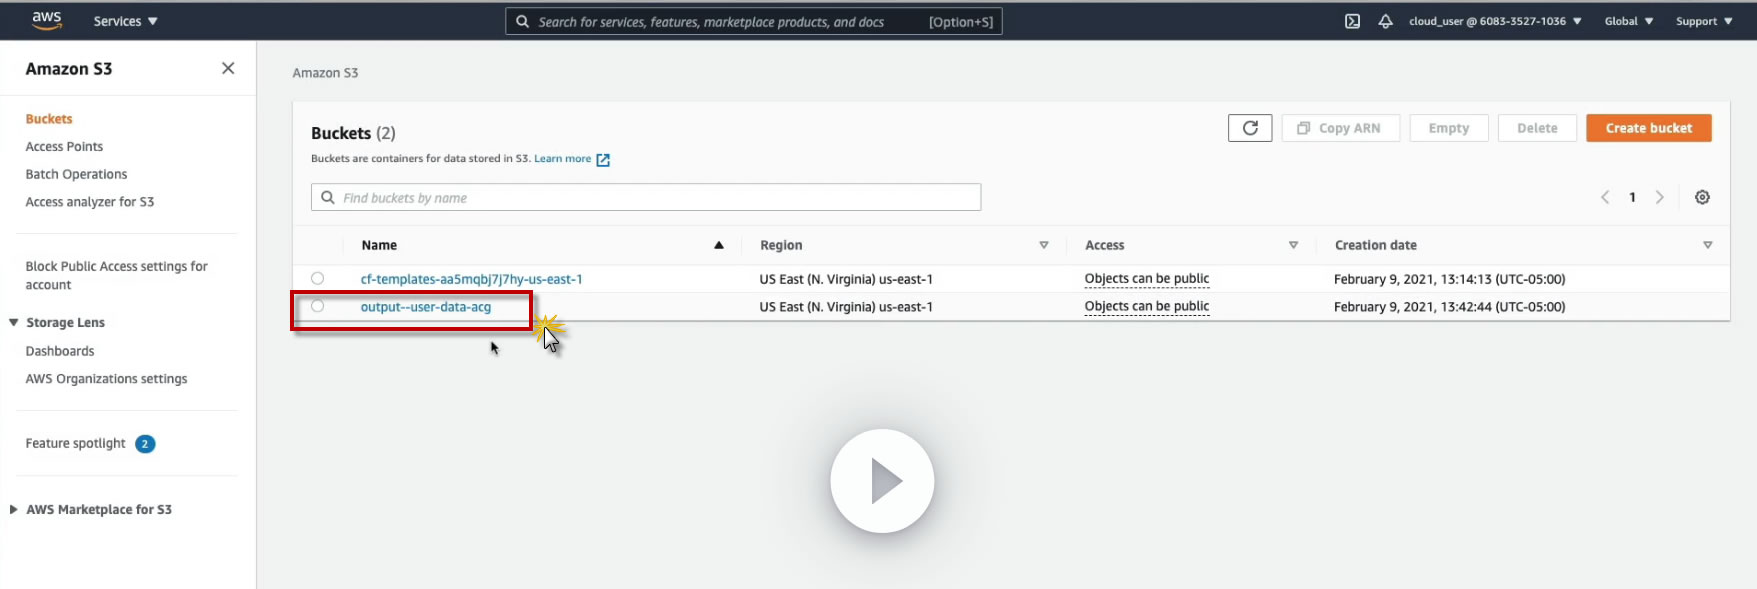 aws Services Search for services, features, marketplace products, and docs [Option+S] cloud_user @ 6083-3527-1036 Global Support
Amazon S3
Buckets
Access Points
Batch Operations
Access analyzer for S3
Block Public Access settings for
account
Storage Lens
Dashboards
AWS Organizations settings
Feature spotlight 2
AWS Marketplace for S3
Amazon S3
Buckets (2) Copy ARN Empty Delete Create bucket
Buckets are containers for data stored in S3. Learn more
Find buckets by name 1
Name Region Access Creation date
cf-templates-aa5mqbj7j7hy-us-east-1 US East (N. Virginia) us-east-1 Objects can be public February 9, 2021, 13:14:13 (UTC-05:00)
output--user-data-acg US East (N. Virginia) us-east-1 Objects can be public February 9, 2021, 13:42:44 (UTC-05:00)